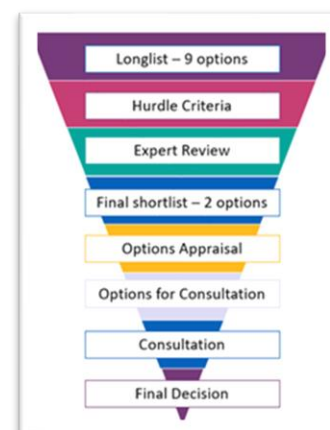 Longlist – 9 options
Hurdle Criteria
Expert Review
Final shortlist – 2 options
Options Appraisal
Options for Consultation
Consultation
Final Decision